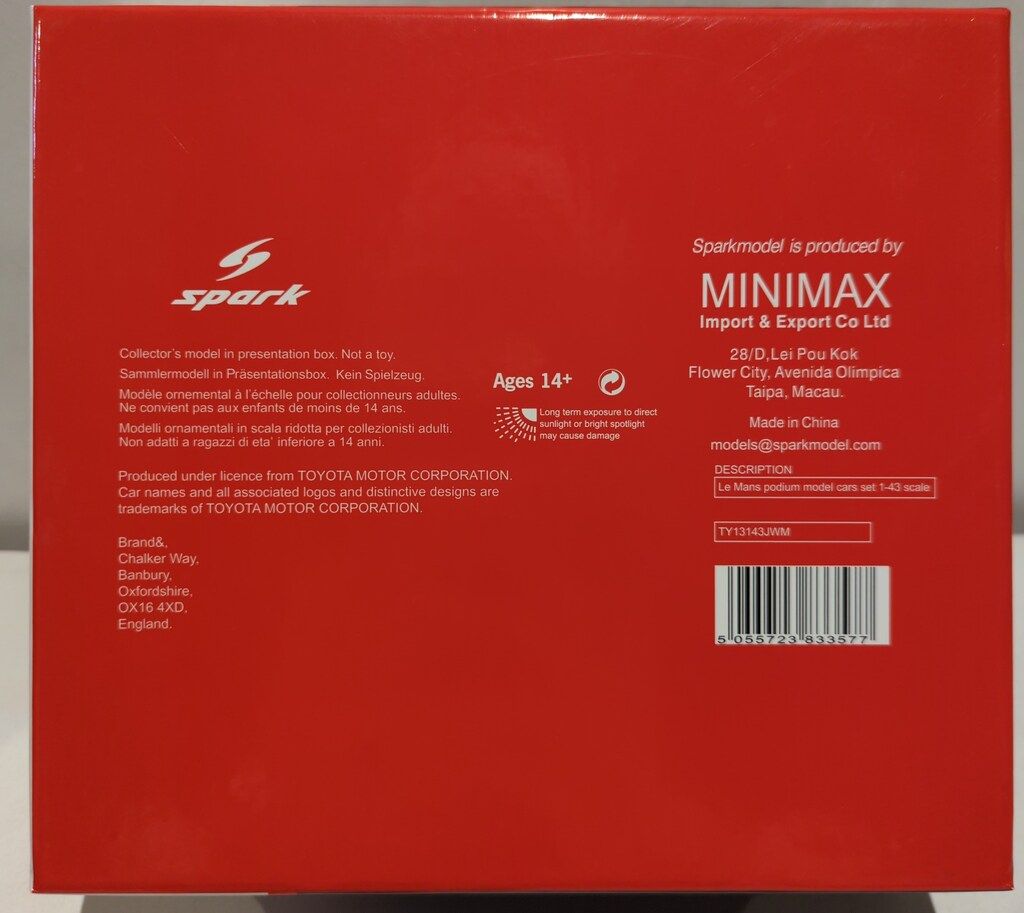 spark
Collector's model in presentation box. Not a toy.
Sammlermodell in Präsentationsbox. Kein Spielzeug.
Modèle ornemental à l'échelle pour collectionneurs adultes.
Ne convient pas aux enfants de moins de 14 ans.
Modelli ornamentali in scala ridotta per collezionisti adulti.
Non adatti a ragazzi di eta' inferiore a 14 anni.
Produced under licence from TOYOTA MOTOR CORPORATION.
Car names and all associated logos and distinctive designs are
trademarks of TOYOTA MOTOR CORPORATION.
Brand&,
Chalker Way,
Banbury,
Oxfordshire,
OX16 4XD,
England.
Ages 14+
Long term exposure to direct
sunlight or bright spotlight
may cause damage
Sparkmodel is produced by
MINIMAX
Import & Export Co Ltd
28/D,Lei Pou Kok
Flower City, Avenida Olimpica
Taipa, Macau.
Made in China
models@sparkmodel.com
DESCRIPTION
Le Mans podium model cars set 1-43 scale
TY13143JWM
5 055723 833577